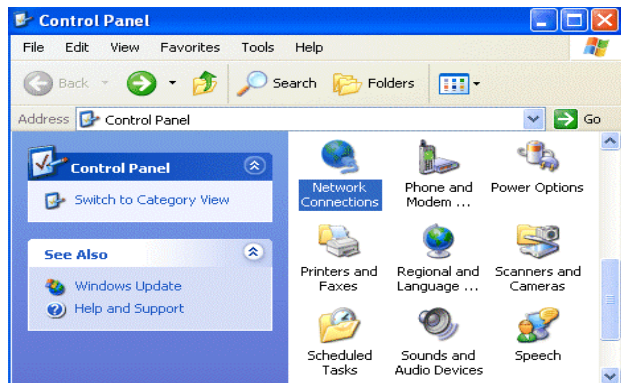 Control Panel
File Edit View Favorites Tools Help
Back Search Folders
Address Control Panel Go
Control Panel
Switch to Category View
See Also
Windows Update
Help and Support
Network
Connections
Phone and
Modem ...
Power Options
Printers and
Faxes
Regional and
Language ...
Scanners and
Cameras
Scheduled
Tasks
Sounds and
Audio Devices
Speech